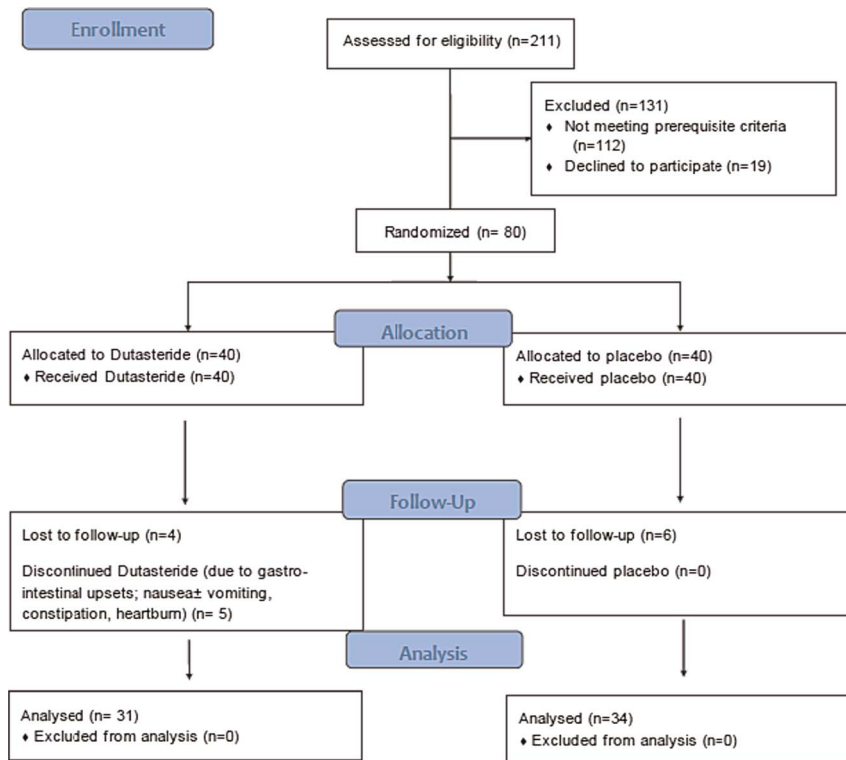 Enrollment
Assessed for eligibility (n=211)
Excluded (n=131)
♦ Not meeting prerequisite criteria
(n=112)
♦ Declined to participate (n=19)
Randomized (n= 80)
Allocation
Allocated to Dutasteride (n=40)
♦ Received Dutasteride (n=40)
Allocated to placebo (n=40)
♦ Received placebo (n=40)
Follow-Up
Lost to follow-up (n=4)
Discontinued Dutasteride (due to gastro-
intestinal upsets; nausea± vomiting,
constipation, heartburn) (n= 5)
Lost to follow-up (n=6)
Discontinued placebo (n=0)
Analysis
Analysed (n= 31)
♦ Excluded from analysis (n=0)
Analysed (n=34)
♦ Excluded from analysis (n=0)